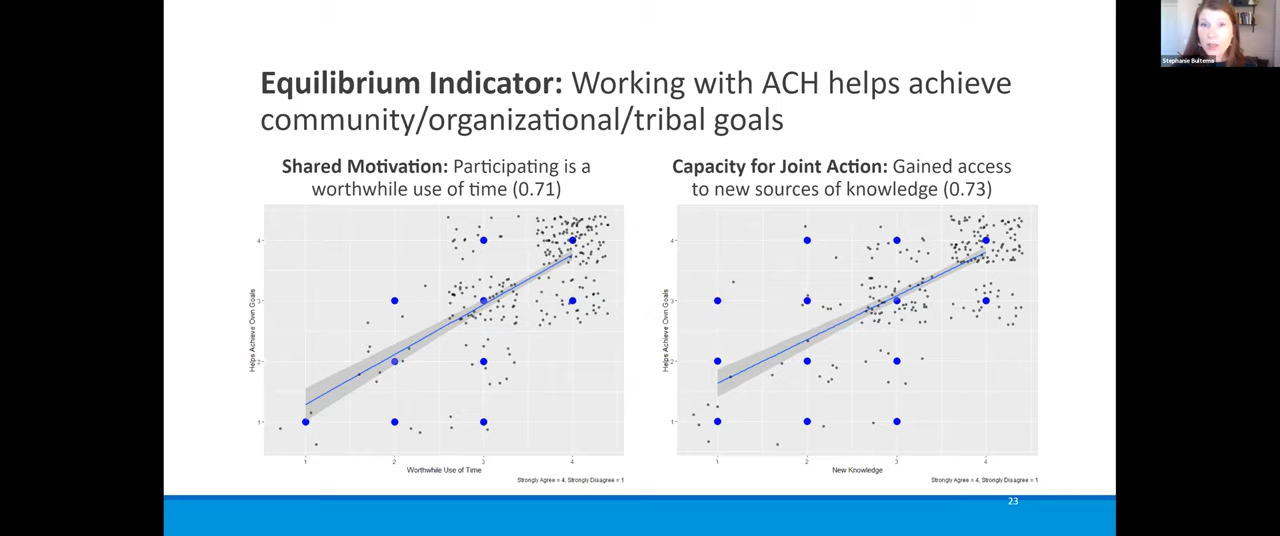 Stephanie Bultema
Equilibrium Indicator: Working with ACH helps achieve
community/organizational/tribal goals
Shared Motivation: Participating is a
worthwhile use of time (0.71)
Capacity for Joint Action: Gained access
to new sources of knowledge (0.73)
Helps Achieve Own Goals
4
3
2
1
1 2 3 4
Worthwhile Use of Time
Strongly Agree = 4, Strongly Disagree = 1
Helps Achieve Own Goals
4
3
2
1
1 2 3 4
New Knowledge
Strongly Agree = 4, Strongly Disagree = 1
23